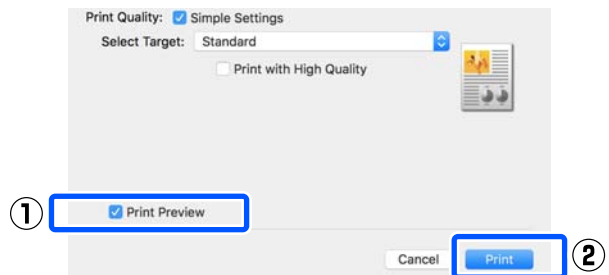 Print Quality: Simple Settings
Select Target: Standard
Print with High Quality
① Print Preview
Cancel Print ②